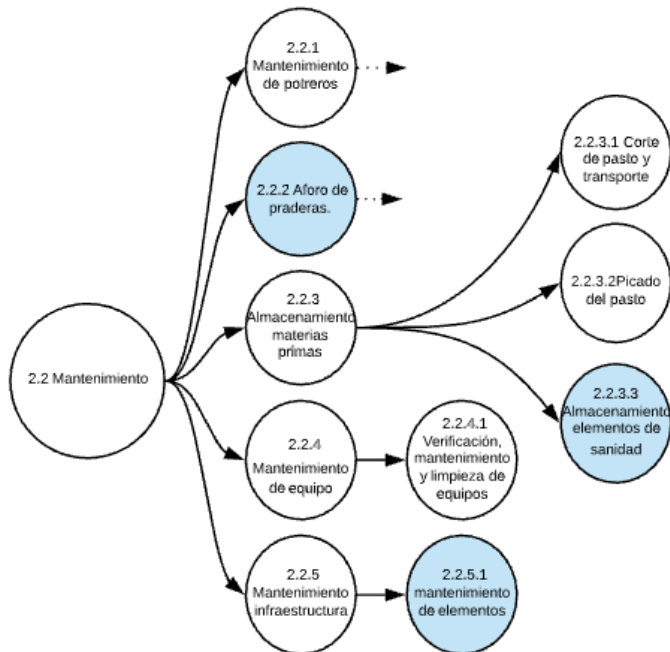 2.2 Mantenimiento
2.2.1
Mantenimiento
de potreros
2.2.2 Aforo de
praderas.
2.2.3
Almacenamiento
materias
primas
2.2.3.1 Corte
de pasto y
transporte
2.2.3.2Picado
del pasto
2.2.3.3
Almacenamiento
elementos de
sanidad
2.2.4
Mantenimiento
de equipo
2.2.4.1
Verificación,
mantenimiento
y limpieza de
equipos
2.2.5
Mantenimiento
infraestructura
2.2.5.1
mantenimiento
de elementos